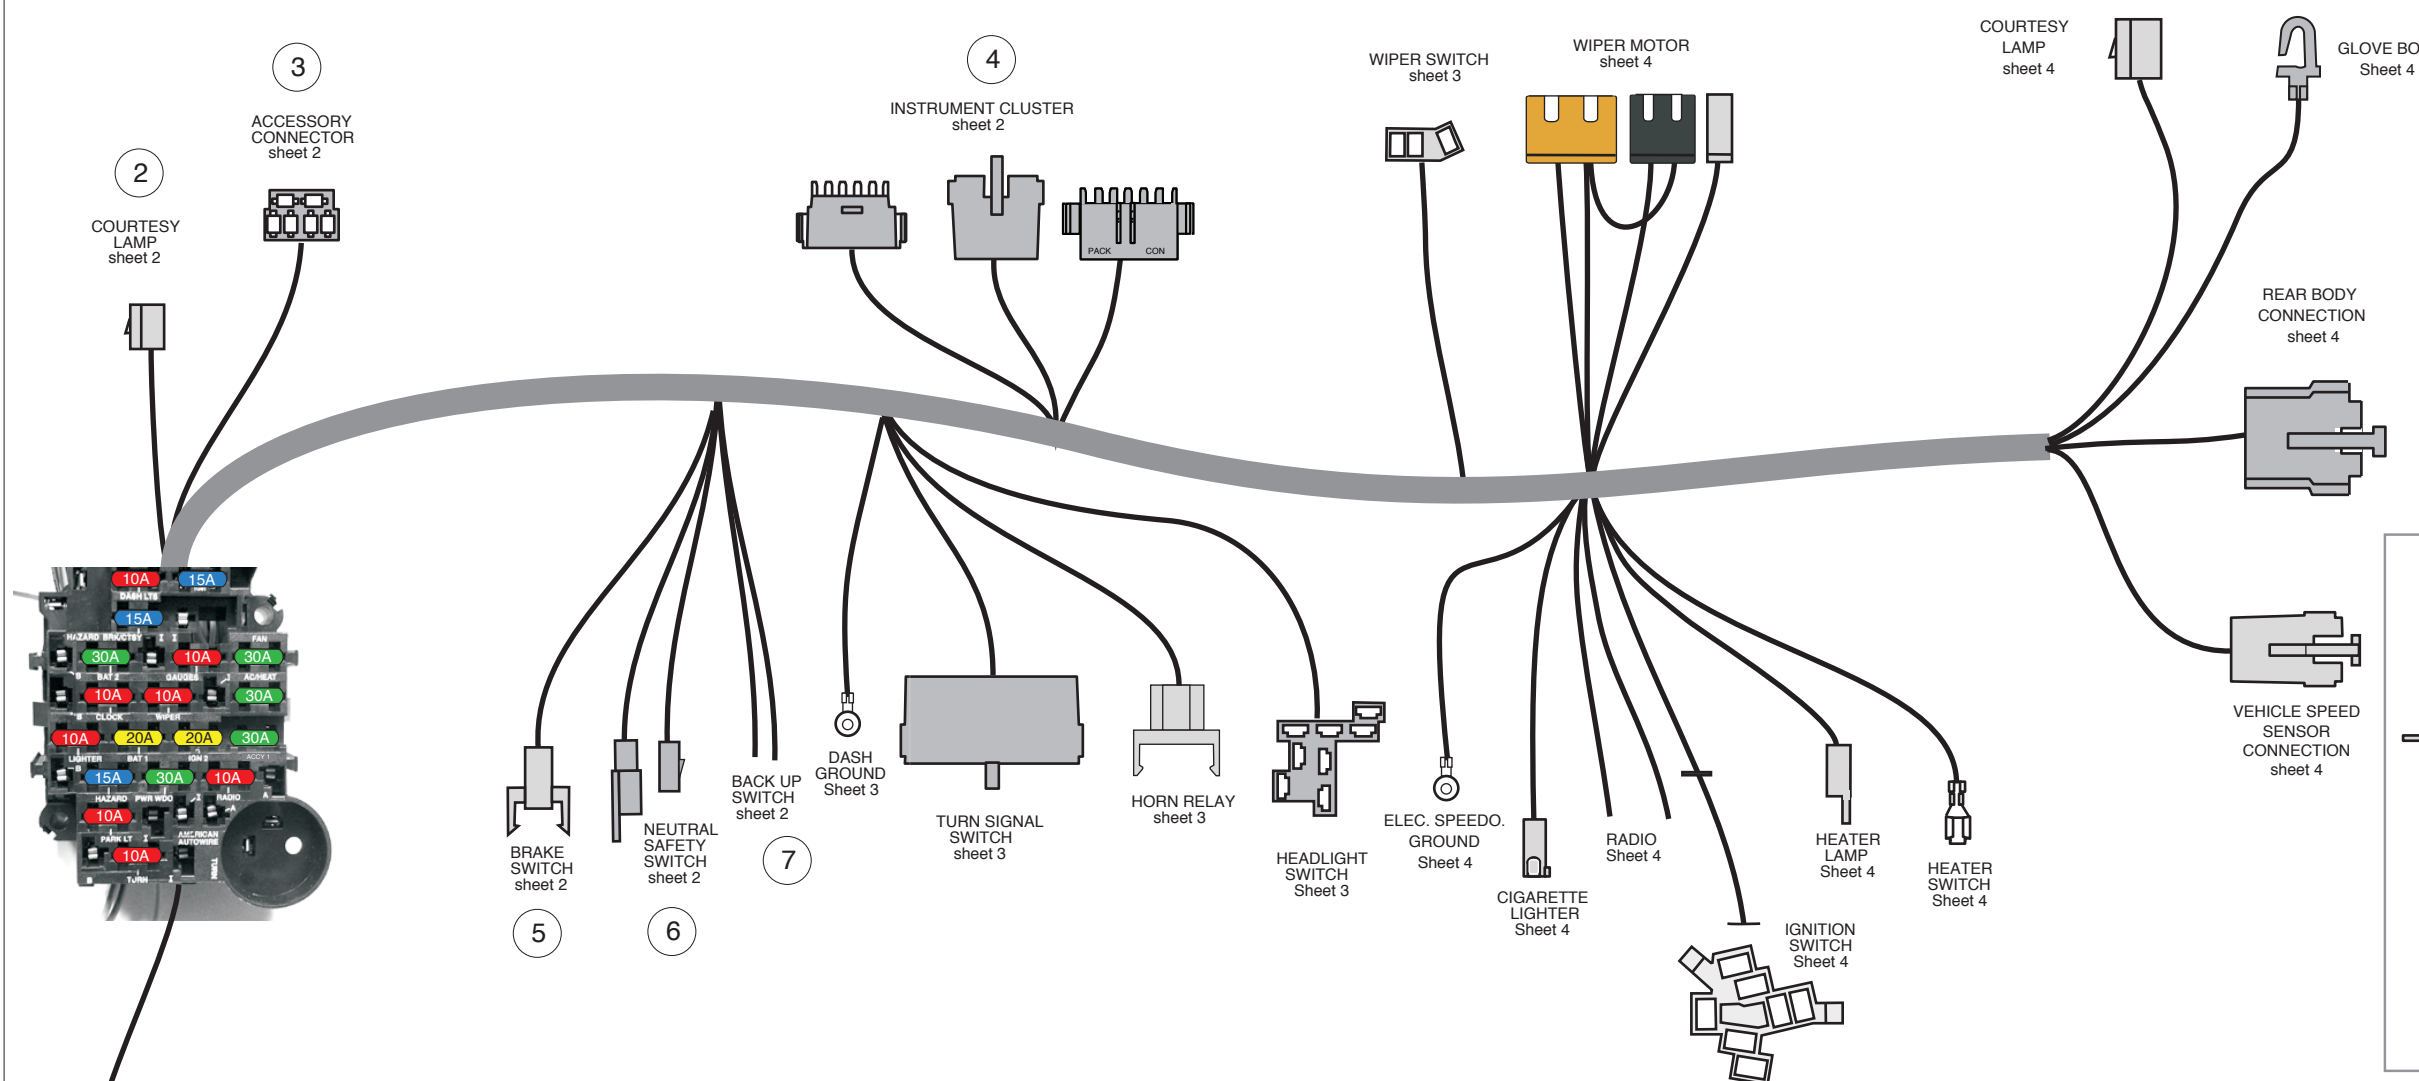 3
ACCESSORY
CONNECTOR
sheet 2
2
COURTESY
LAMP
sheet 2
4
INSTRUMENT CLUSTER
sheet 2
PACK CON
WIPER SWITCH
sheet 3
WIPER MOTOR
sheet 4
COURTESY
LAMP
sheet 4
GLOVE BO
Sheet 4
REAR BODY
CONNECTION
sheet 4
VEHICLE SPEED
SENSOR
CONNECTION
sheet 4
10A 15A
DASH LTS
15A
HAZARD BRK/CTSY I I FAN
30A 10A 30A
B BAT 2 GAUGES I AC/HEAT
10A 10A 30A
B CLOCK WIPER
10A 20A 20A 30A
LIGHTER BAT 1 IGN 2 ACCY 1
B
15A 30A 10A
HAZARD PWR WDO I RADIO A
10A A
PARK LT I AMERICAN
AUTOWIRE
10A
B TURN I
TURN
BRAKE
SWITCH
sheet 2
5
NEUTRAL
SAFETY
SWITCH
sheet 2
6
BACK UP
SWITCH
sheet 2
7
DASH
GROUND
Sheet 3
TURN SIGNAL
SWITCH
sheet 3
HORN RELAY
sheet 3
HEADLIGHT
SWITCH
Sheet 3
ELEC. SPEEDO.
GROUND
Sheet 4
CIGARETTE
LIGHTER
Sheet 4
RADIO
Sheet 4
IGNITION
SWITCH
Sheet 4
HEATER
LAMP
Sheet 4
HEATER
SWITCH
Sheet 4